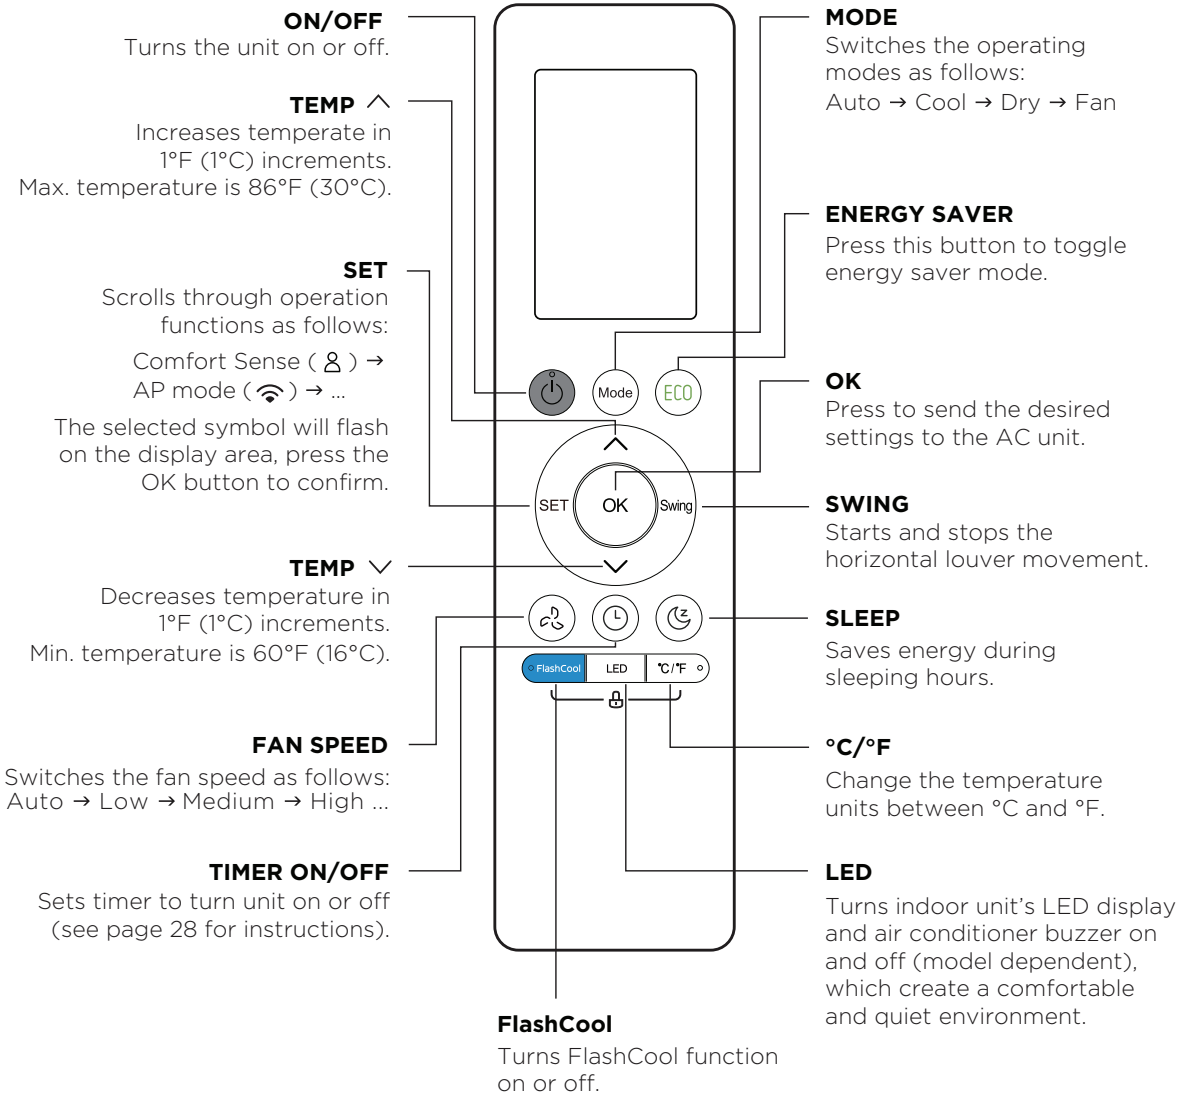 ON/OFF
Turns the unit on or off.
TEMP ︿
Increases temperate in
1°F (1°C) increments.
Max. temperature is 86°F (30°C).
SET
Scrolls through operation
functions as follows:
Comfort Sense ( ) →
AP mode ( ) → ...
The selected symbol will flash
on the display area, press the
OK button to confirm.
TEMP ﹀
Decreases temperature in
1°F (1°C) increments.
Min. temperature is 60°F (16°C).
FAN SPEED
Switches the fan speed as follows:
Auto → Low → Medium → High ...
TIMER ON/OFF
Sets timer to turn unit on or off
(see page 28 for instructions).
Mode
ECO
SET
OK
Swing
FlashCool
LED
°C/°F
FlashCool
Turns FlashCool function
on or off.
MODE
Switches the operating
modes as follows:
Auto → Cool → Dry → Fan
ENERGY SAVER
Press this button to toggle
energy saver mode.
OK
Press to send the desired
settings to the AC unit.
SWING
Starts and stops the
horizontal louver movement.
SLEEP
Saves energy during
sleeping hours.
°C/°F
Change the temperature
units between °C and °F.
LED
Turns indoor unit's LED display
and air conditioner buzzer on
and off (model dependent),
which create a comfortable
and quiet environment.